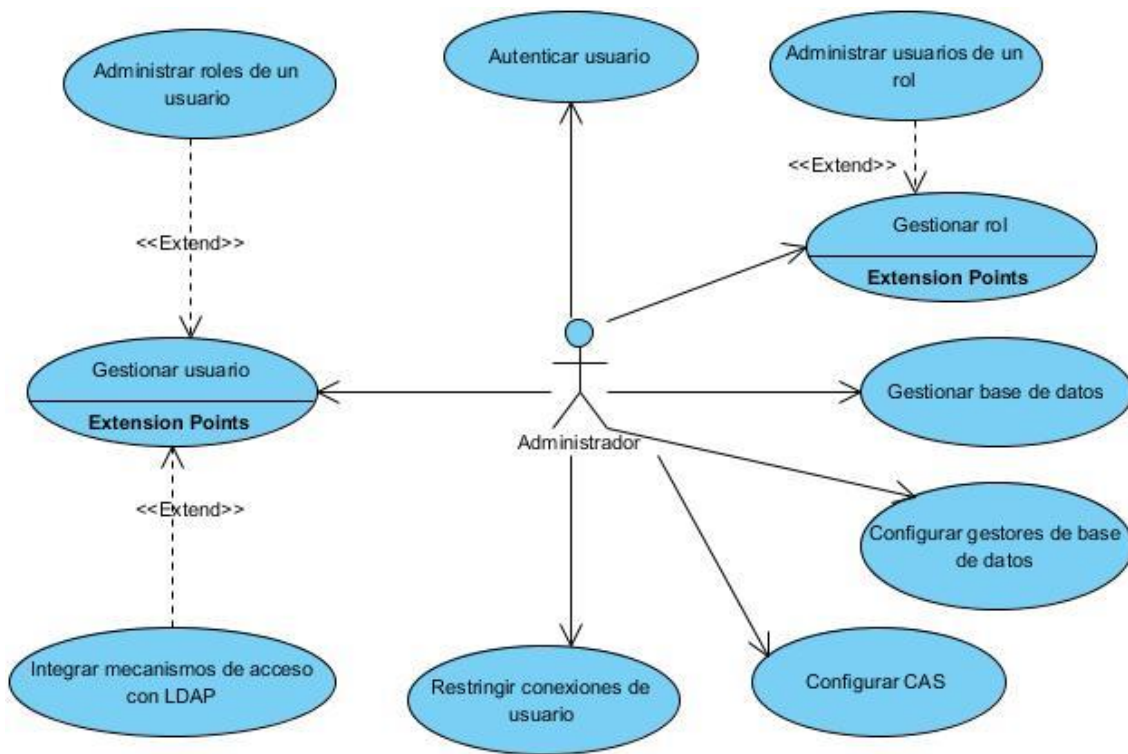 Administrar roles de un
usuario
Autenticar usuario
Administrar usuarios de un
rol
<<Extend>>
Gestionar rol
Extension Points
<<Extend>>
Gestionar usuario
Extension Points
Gestionar base de datos
Administrador
<<Extend>>
Configurar gestores de base
de datos
Integrar mecanismos de acceso
con LDAP
Restringir conexiones de
usuario
Configurar CAS